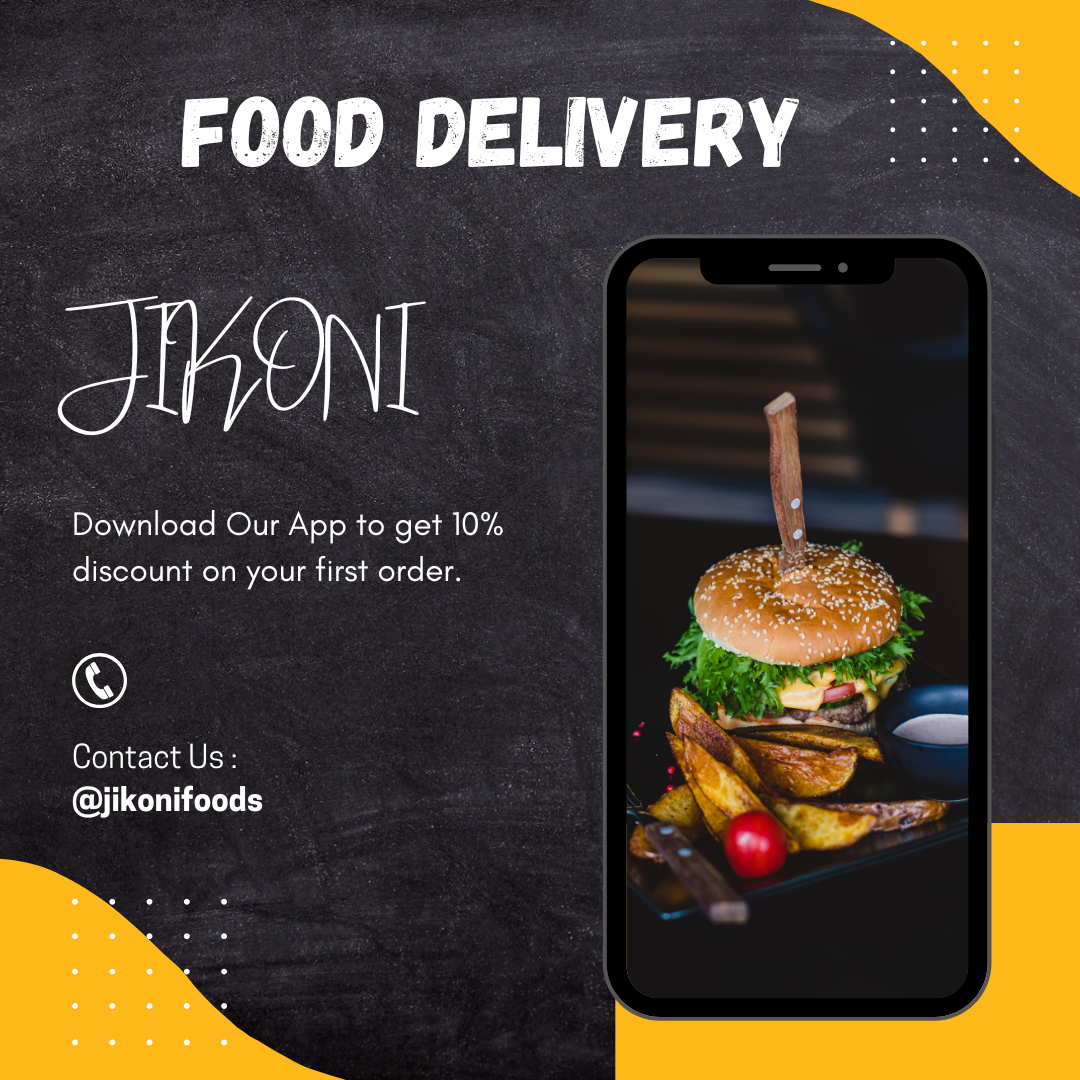 FOOD DELIVERY
JIKONI
Download Our App to get 10%
discount on your first order.
Contact Us :
@jikonifoods